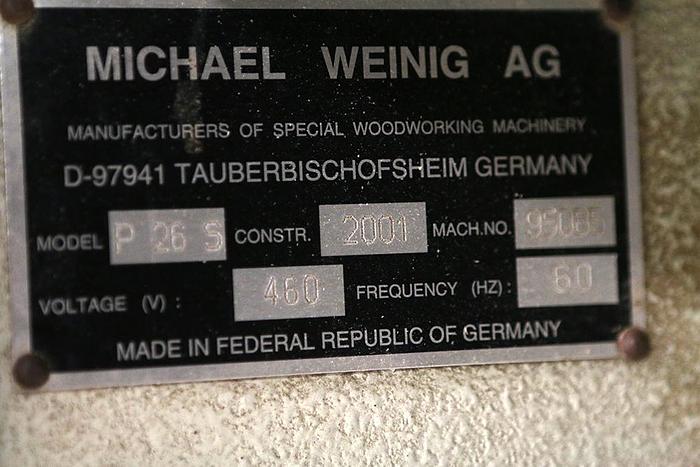 MICHAEL WEINIG AG
MANUFACTURERS OF SPECIAL WOODWORKING MACHINERY
D-97941 TAUBERBISCHOFSHEIM GERMANY
MODEL P 26 S CONSTR. 2001 MACH.NO.
VOLTAGE (V) : 460 FREQUENCY (HZ) : 60
MADE IN FEDERAL REPUBLIC OF GERMANY